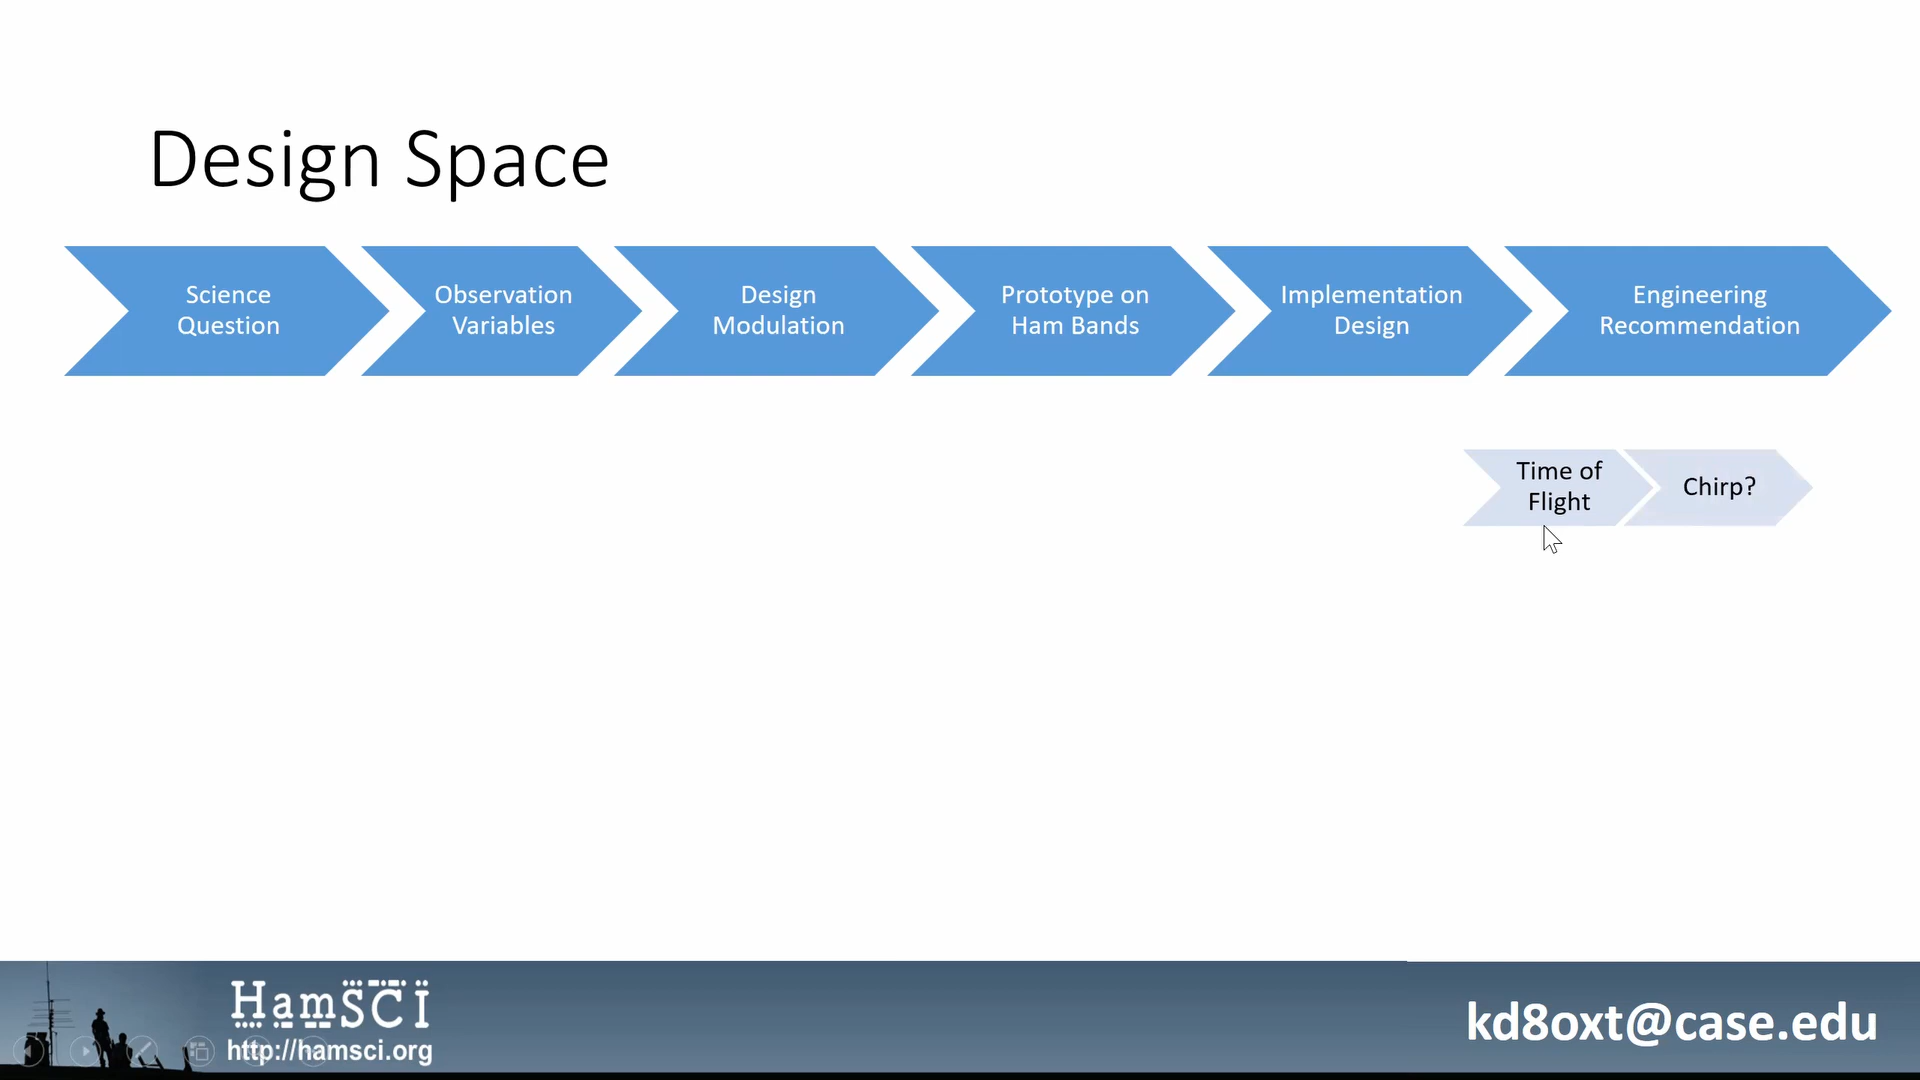 Design Space
Science
Question
Observation
Variables
Design
Modulation
Prototype on
Ham Bands
Implementation
Design
Engineering
Recommendation
Time of
Flight
Chirp?
HamSCI
http://hamsci.org
kd8oxt@case.edu